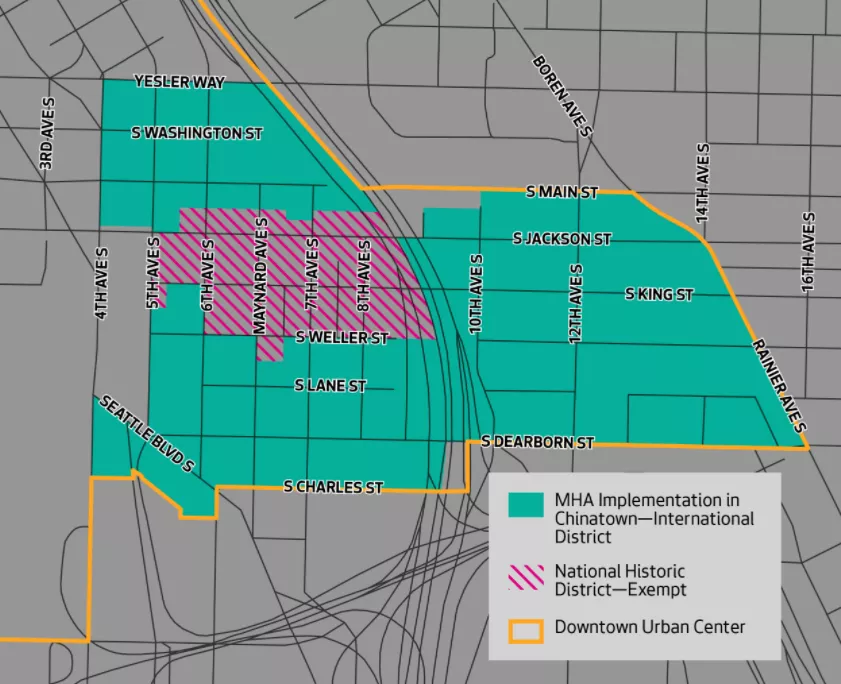 YESLER WAY
BOREN AVE S
3RD AVE S
S WASHINGTON ST
14TH AVE S
S MAIN ST
16TH AVE S
4TH AVE S
5TH AVE S
6TH AVE S
MAYNARD AVE S
7TH AVE S
8TH AVE S
10TH AVE S
S JACKSON ST
12TH AVE S
S KING ST
S WELLER ST
RAINIER AVE S
S LANE ST
SEATTLE BLVD S
S DEARBORN ST
S CHARLES ST
MHA Implementation in
Chinatown—International
District
National Historic
District—Exempt
Downtown Urban Center